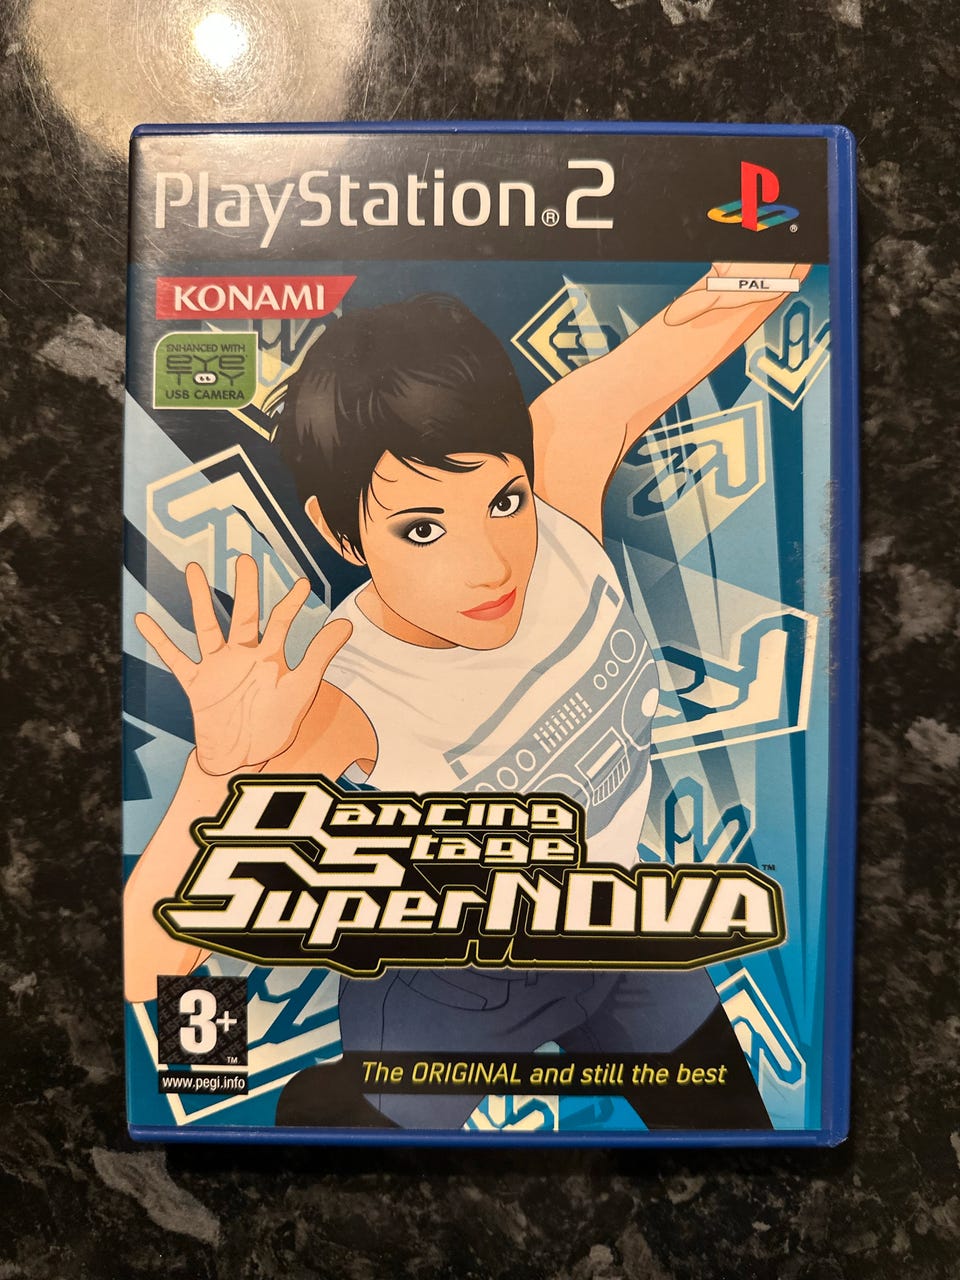 PlayStation®2
PAL
KONAMI
ENHANCED WITH
EYE
TOY
USB CAMERA
Dancing
Stage
SuperNOVA™
3+™
www.pegi.info
The ORIGINAL and still the best